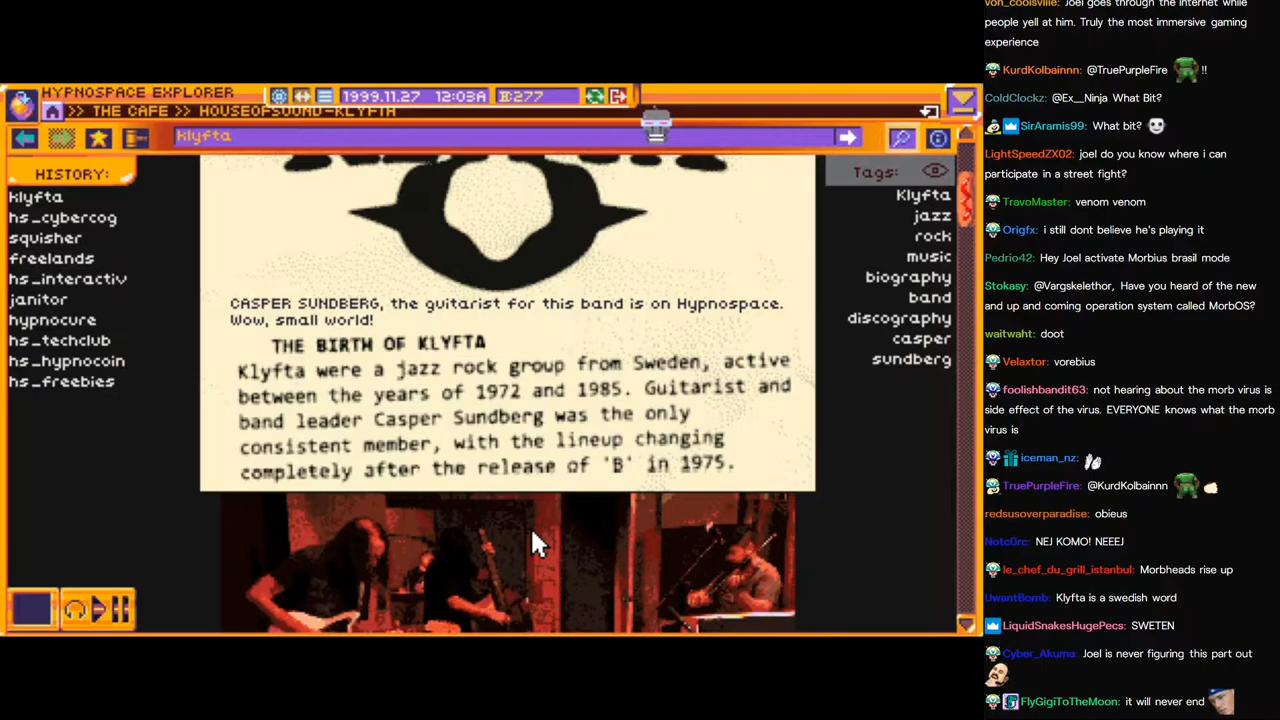 HYPNOSPACE EXPLORER
1999.11.27 12:03A 277
>> THE CAFE >> HOUSEOFSOUND-KLYFTA
klyfta
HISTORY:
klyfta
hs_cybercog
squisher
freelands
hs_interactiv
janitor
hypnocure
hs_techclub
hs_hypnocoin
hs_freebies
CASPER SUNDBERG, the guitarist for this band is on Hypnospace.
Wow, small world!
THE BIRTH OF KLYFTA
Klyfta were a jazz rock group from Sweden, active
between the years of 1972 and 1985. Guitarist and
band leader Casper Sundberg was the only
consistent member, with the lineup changing
completely after the release of 'B' in 1975.
Tags:
Klyfta
jazz
rock
music
biography
band
discography
casper
sundberg
von_coolsville: Joel goes through the internet while
people yell at him. Truly the most immersive gaming
experience
KurdKolbainnn: @TruePurpleFire !!
ColdClockz: @Ex__Ninja What Bit?
SirAramis99: What bit?
LightSpeedZX02: joel do you know where i can
participate in a street fight?
TravoMaster: venom venom
Origfx: i still dont believe he's playing it
Pedrio42: Hey Joel activate Morbius brasil mode
Stokasy: @Vargskelethor, Have you heard of the new
and up and coming operation system called MorbOS?
waitwaht: doot
Velaxtor: vorebius
foolishbandit63: not hearing about the morb virus is
side effect of the virus. EVERYONE knows what the morb
virus is
iceman_nz:
TruePurpleFire: @KurdKolbainnn
redsusoverparadise: obieus
Notc0rc: NEJ KOMO! NEEEJ
le_chef_du_grill_istanbul: Morbheads rise up
UwantBomb: Klyfta is a swedish word
LiquidSnakesHugePecs: SWETEN
Cyber_Akuma: Joel is never figuring this part out
FlyGigiToTheMoon: it will never end